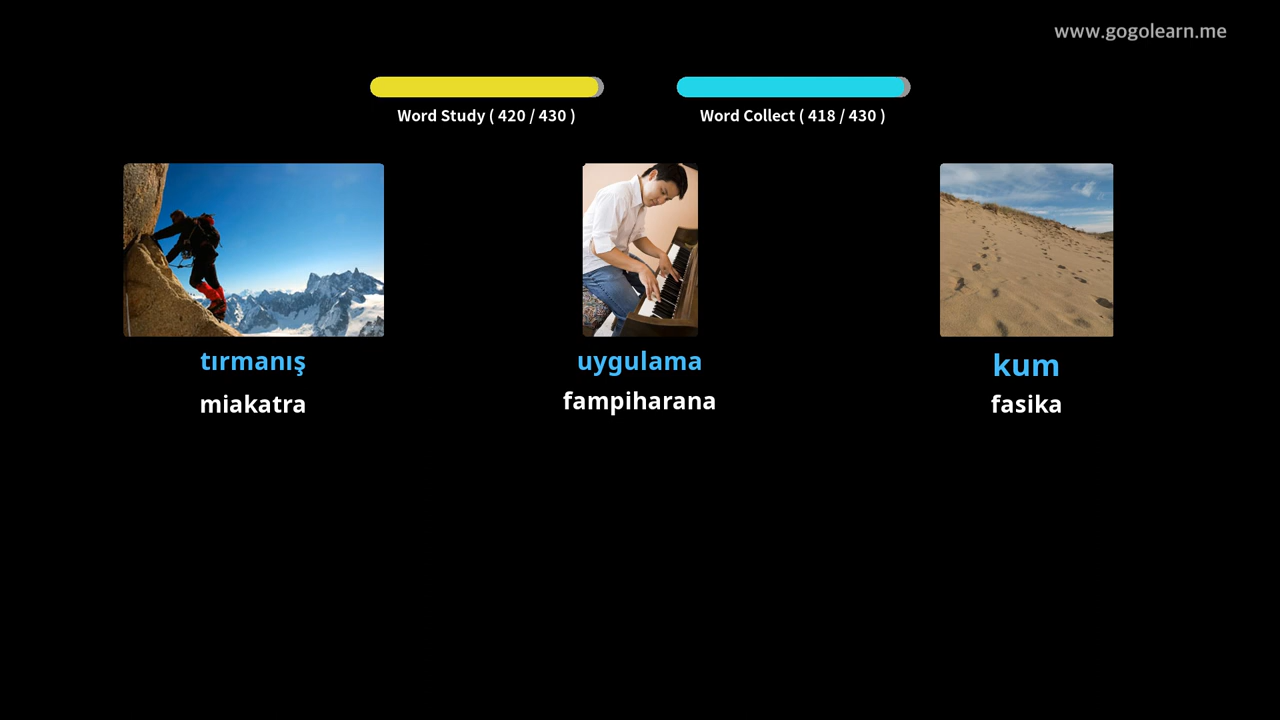 www.gogolearn.me
Word Study ( 420 / 430 )
Word Collect ( 418 / 430 )
tırmanış
miakatra
uygulama
fampiharana
kum
fasika